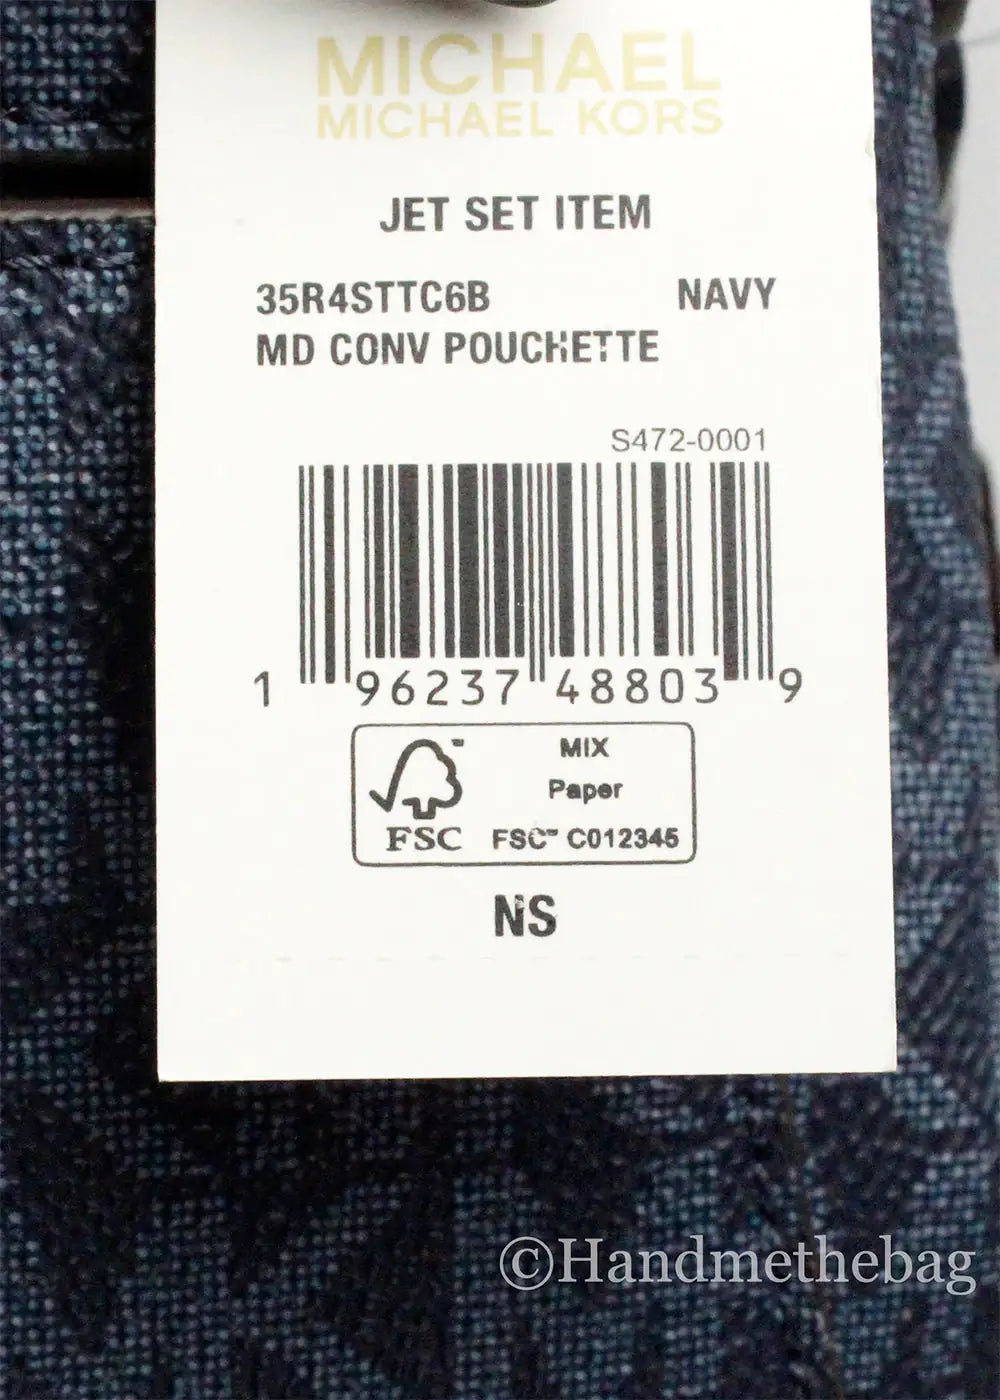 MICHAEL
MICHAEL KORS
JET SET ITEM
35R4STTC6B NAVY
MD CONV POUCHETTE
S472-0001
1 96237 48803 9
MIX
Paper
FSC FSC™ C012345
NS
©Handmethebag